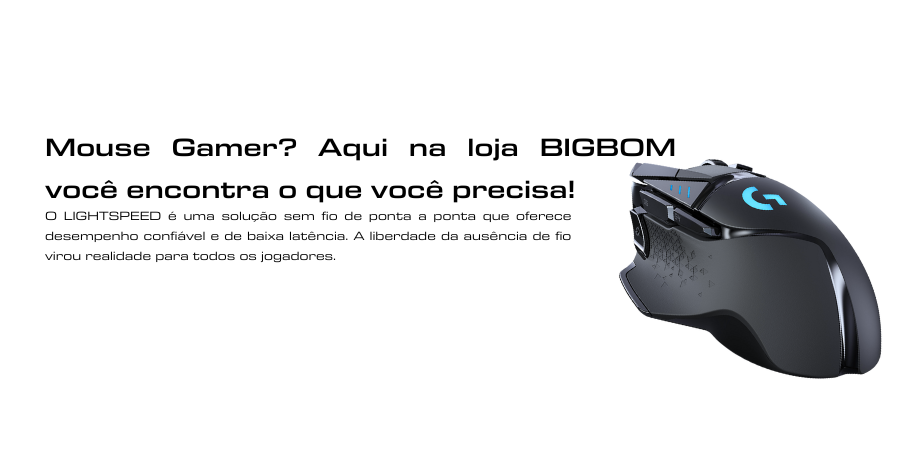 Mouse Gamer? Aqui na loja BIGBOM
você encontra o que você precisa!
O LIGHTSPEED é uma solução sem fio de ponta a ponta que oferece
desempenho confiável e de baixa latência. A liberdade da ausência de fio
virou realidade para todos os jogadores.